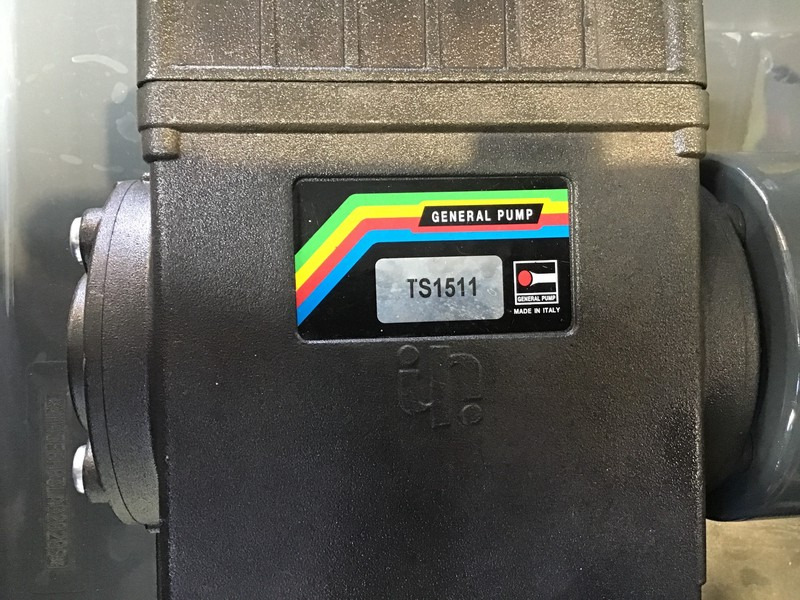 GENERAL PUMP
TS1511
GENERAL PUMP
MADE IN ITALY